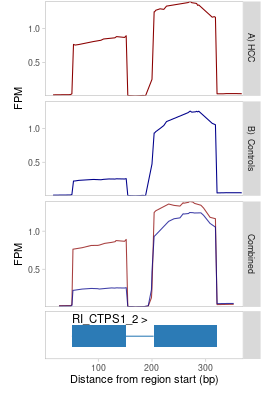 1.0
0.5
FPM
A) HCC
1.0
0.5
B) Controls
1.0
0.5
FPM
Combined
RI_CTPS1_2 >
100
200
300
Distance from region start (bp)